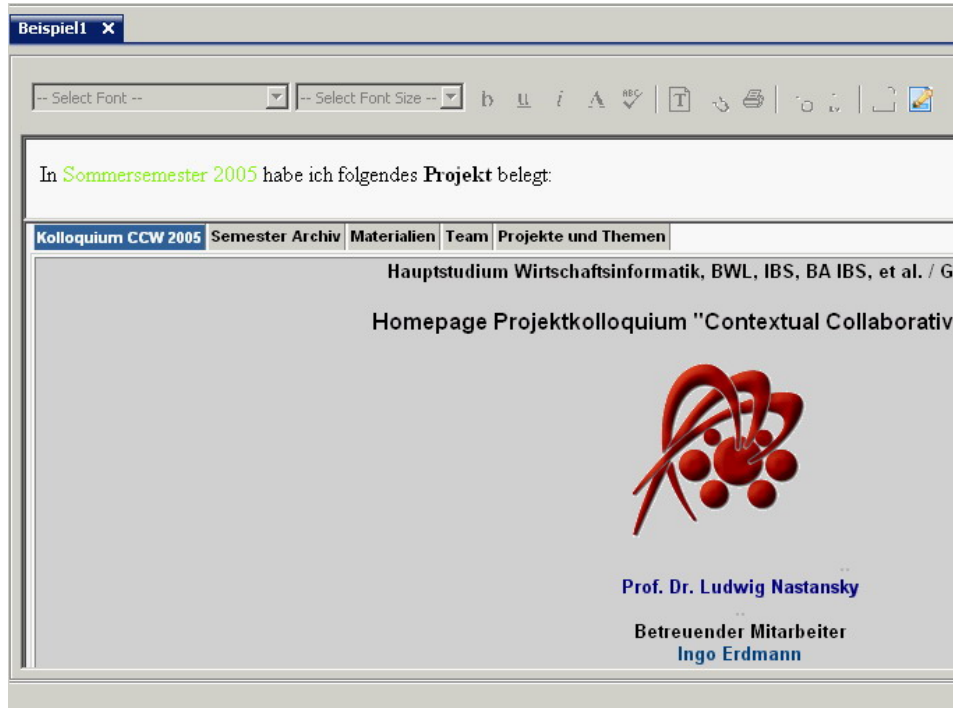 Beispiel1 X
-- Select Font -- -- Select Font Size -- b u i A ABC T
In Sommersemester 2005 habe ich folgendes Projekt belegt:
Kolloquium CCW 2005 Semester Archiv Materialien Team Projekte und Themen
Hauptstudium Wirtschaftsinformatik, BWL, IBS, BA IBS, et al. / G
Homepage Projektkolloquium "Contextual Collaborativ
Prof. Dr. Ludwig Nastansky
Betreuender Mitarbeiter
Ingo Erdmann